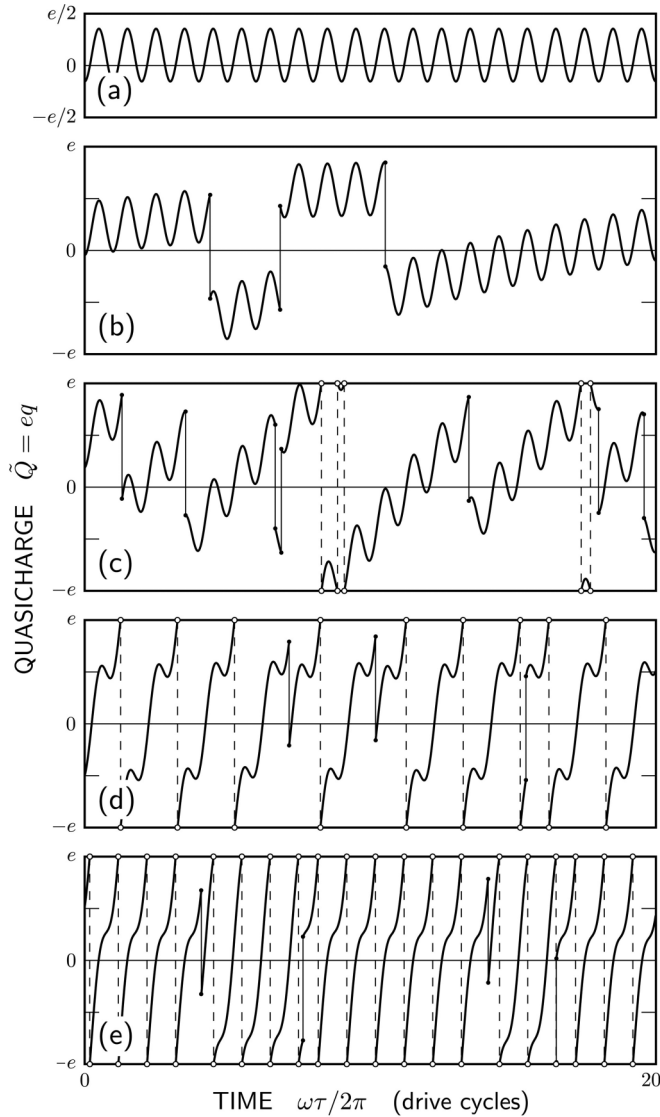 e/2
0
−e/2
(a)
e
0
−e
(b)
e
0
−e
(c)
QUASICHARGE Q̃ = eq
e
0
−e
(d)
e
0
-e
(e)
0
20
TIME ωτ/2π (drive cycles)